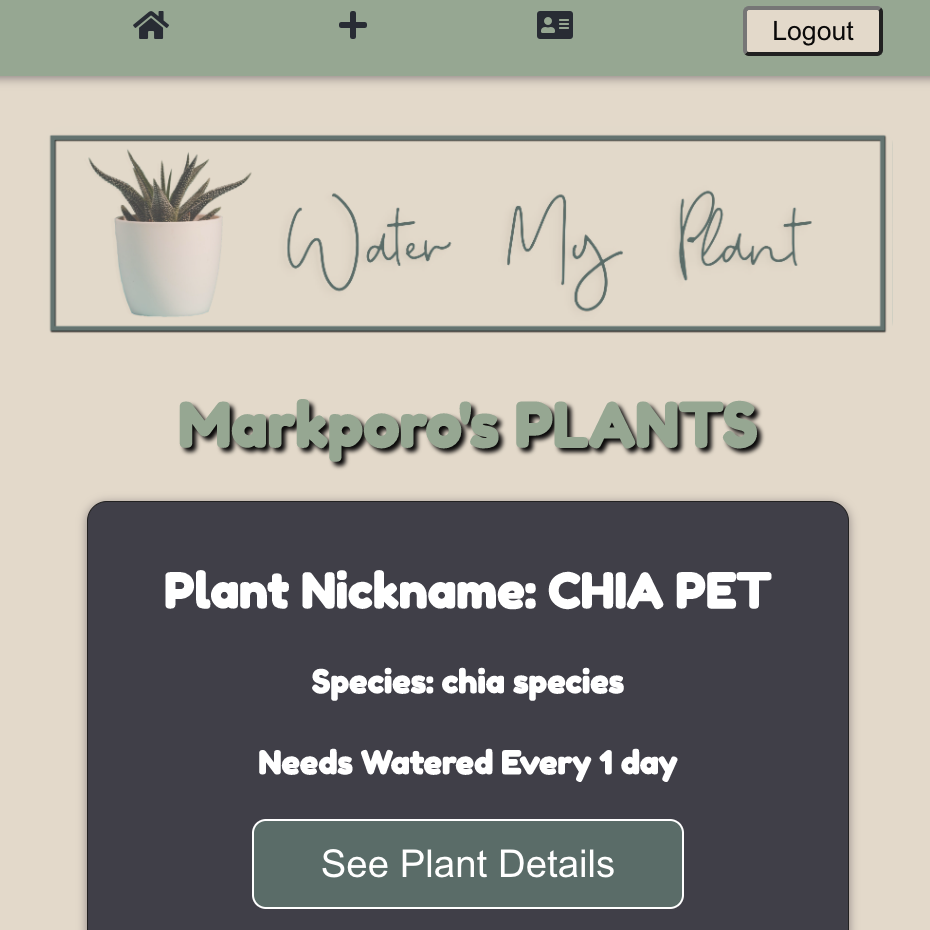 Logout
Water My Plant
Markporo's PLANTS
Plant Nickname: CHIA PET
Species: chia species
Needs Watered Every 1 day
See Plant Details